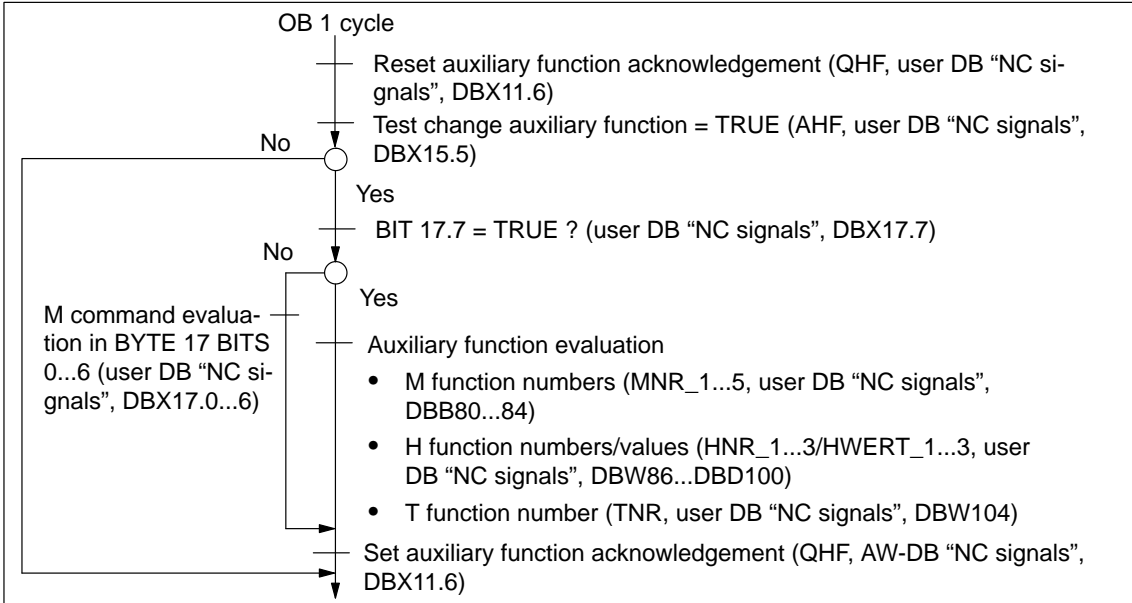 OB 1 cycle
Reset auxiliary function acknowledgement (QHF, user DB “NC si-
gnals”, DBX11.6)
Test change auxiliary function = TRUE (AHF, user DB “NC signals”,
DBX15.5)
No
Yes
BIT 17.7 = TRUE ? (user DB “NC signals”, DBX17.7)
No
Yes
M command evalua-
tion in BYTE 17 BITS
0...6 (user DB “NC si-
gnals”, DBX17.0...6)
Auxiliary function evaluation
• M function numbers (MNR_1...5, user DB “NC signals”,
DBB80...84)
• H function numbers/values (HNR_1...3/HWERT_1...3, user
DB “NC signals”, DBW86...DBD100)
• T function number (TNR, user DB “NC signals”, DBW104)
Set auxiliary function acknowledgement (QHF, AW-DB “NC signals”,
DBX11.6)